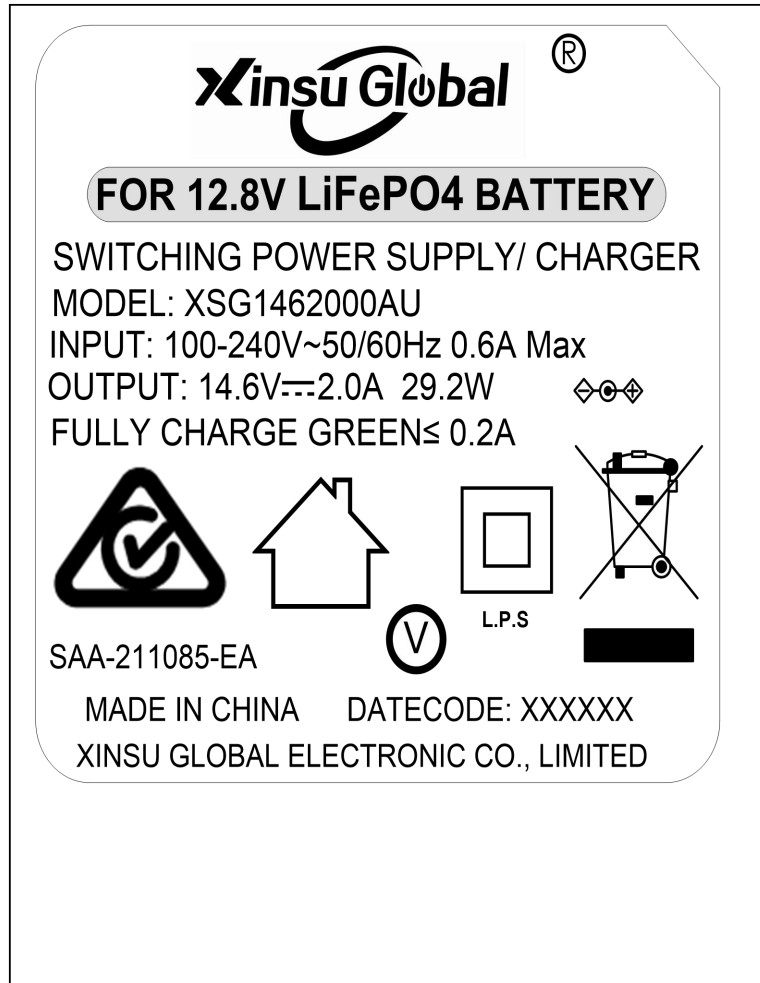 Xinsu Global ®
FOR 12.8V LiFePO4 BATTERY
SWITCHING POWER SUPPLY/ CHARGER
MODEL: XSG1462000AU
INPUT: 100-240V~50/60Hz 0.6A Max
OUTPUT: 14.6V⎓2.0A 29.2W
FULLY CHARGE GREEN≤ 0.2A
L.P.S
V
SAA-211085-EA
MADE IN CHINA DATECODE: XXXXXX
XINSU GLOBAL ELECTRONIC CO., LIMITED